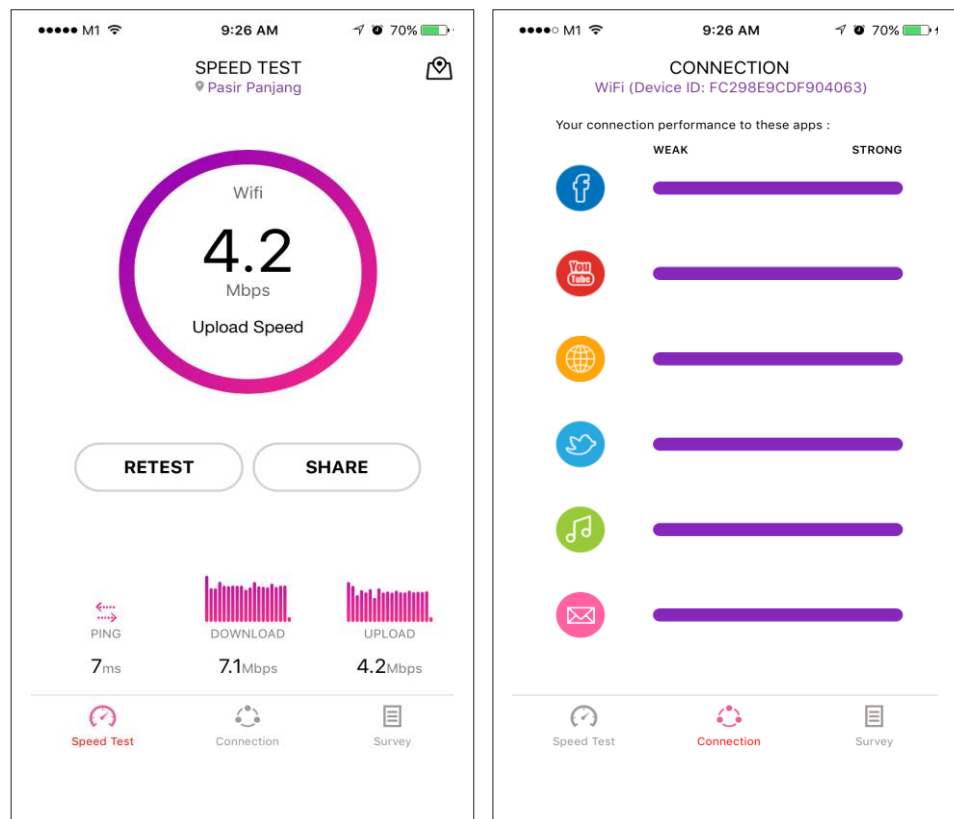 M1 9:26 AM 70%
SPEED TEST
Pasir Panjang
Wifi
4.2
Mbps
Upload Speed
RETEST SHARE
PING DOWNLOAD UPLOAD
7ms 7.1Mbps 4.2Mbps
Speed Test Connection Survey
M1 9:26 AM 70%
CONNECTION
WiFi (Device ID: FC298E9CDF904063)
Your connection performance to these apps :
WEAK STRONG
f
You
Tube
Speed Test Connection Survey